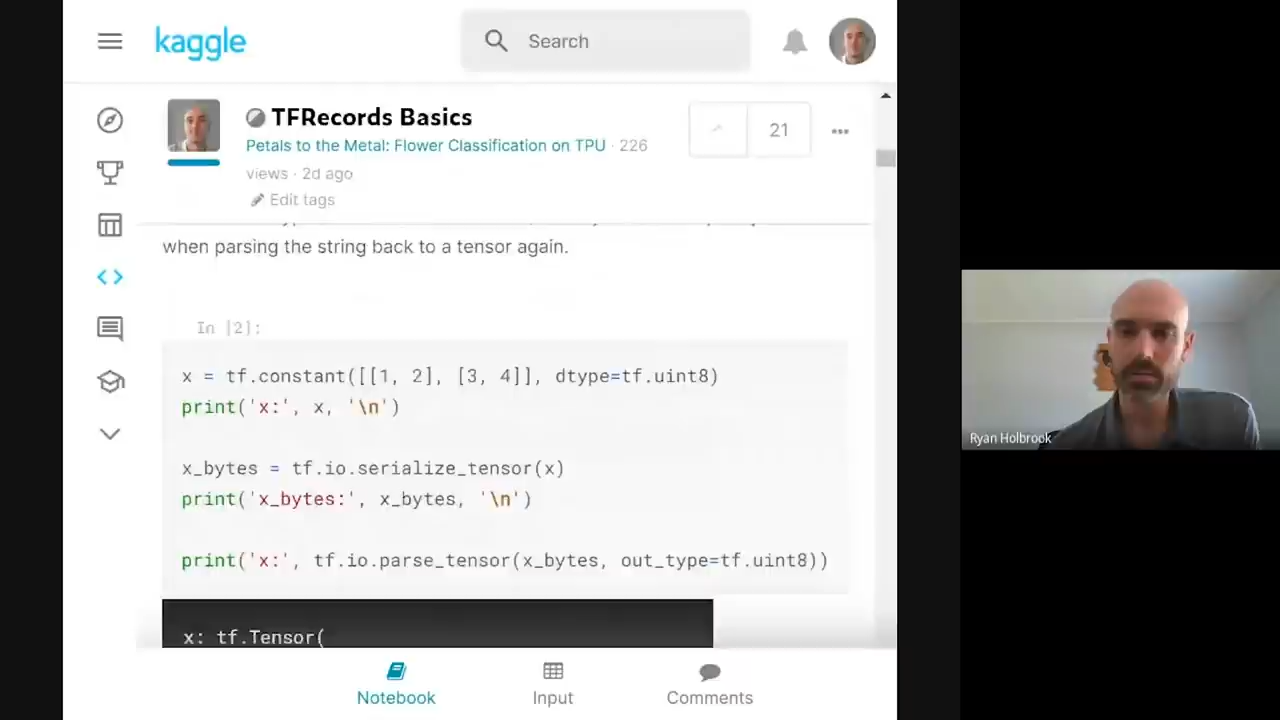 kaggle
Search
TFRecords Basics
Petals to the Metal: Flower Classification on TPU · 226
views · 2d ago
Edit tags
21
when parsing the string back to a tensor again.
In [2]:
x = tf.constant([[1, 2], [3, 4]], dtype=tf.uint8)
print('x:', x, '\n')
x_bytes = tf.io.serialize_tensor(x)
print('x_bytes:', x_bytes, '\n')
print('x:', tf.io.parse_tensor(x_bytes, out_type=tf.uint8))
x: tf.Tensor(
Notebook
Input
Comments
Ryan Holbrook